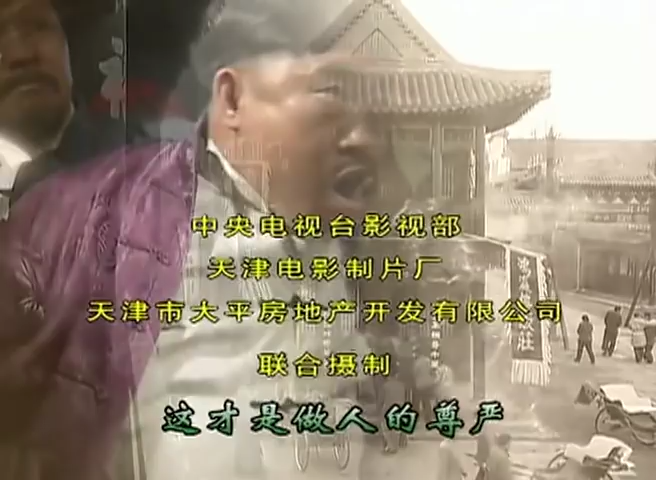 中央电视台影视部
天津电影制片厂
天津市大平房地产开发有限公司
联合摄制
这才是做人的尊严